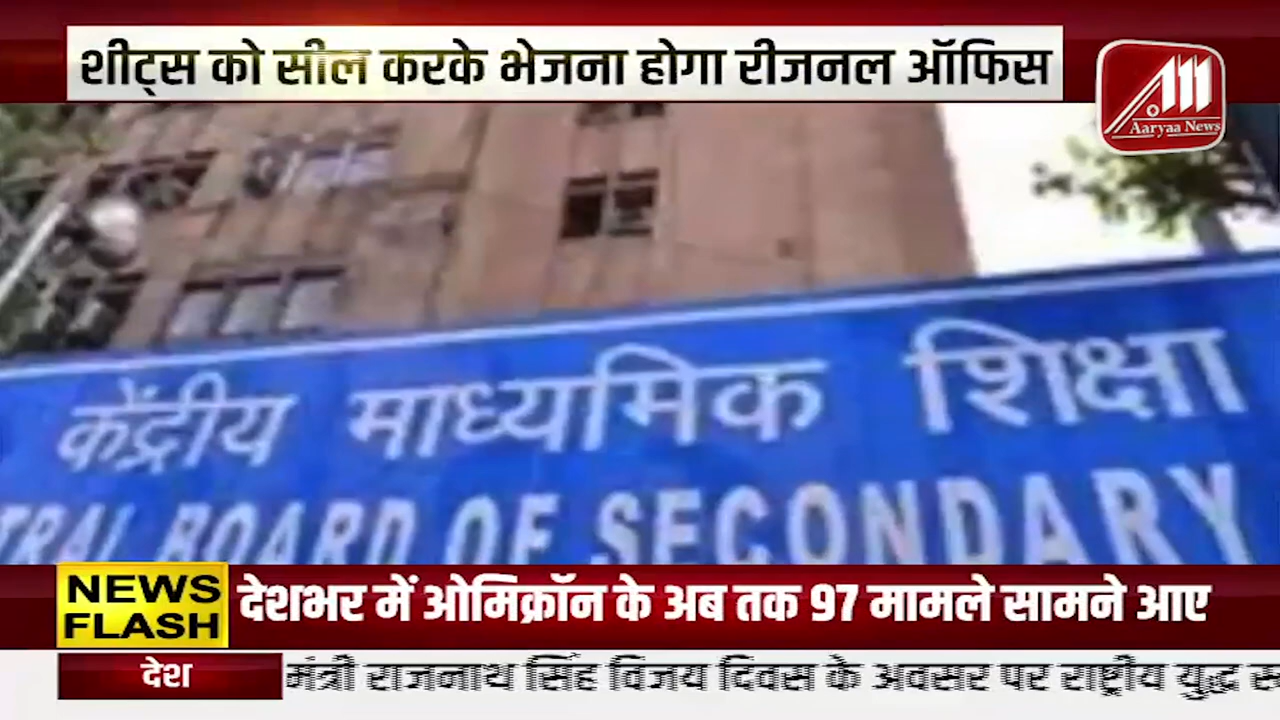 शीट्स को सील करके भेजना होगा रीजनल ऑफिस
Aaryaa News
केंद्रीय माध्यमिक शिक्षा
BOARD OF SECONDARY
NEWS FLASH
देशभर में ओमिक्रॉन के अब तक 97 मामले सामने आए
देश
मंत्री राजनाथ सिंह विजय दिवस के अवसर पर राष्ट्रीय युद्ध